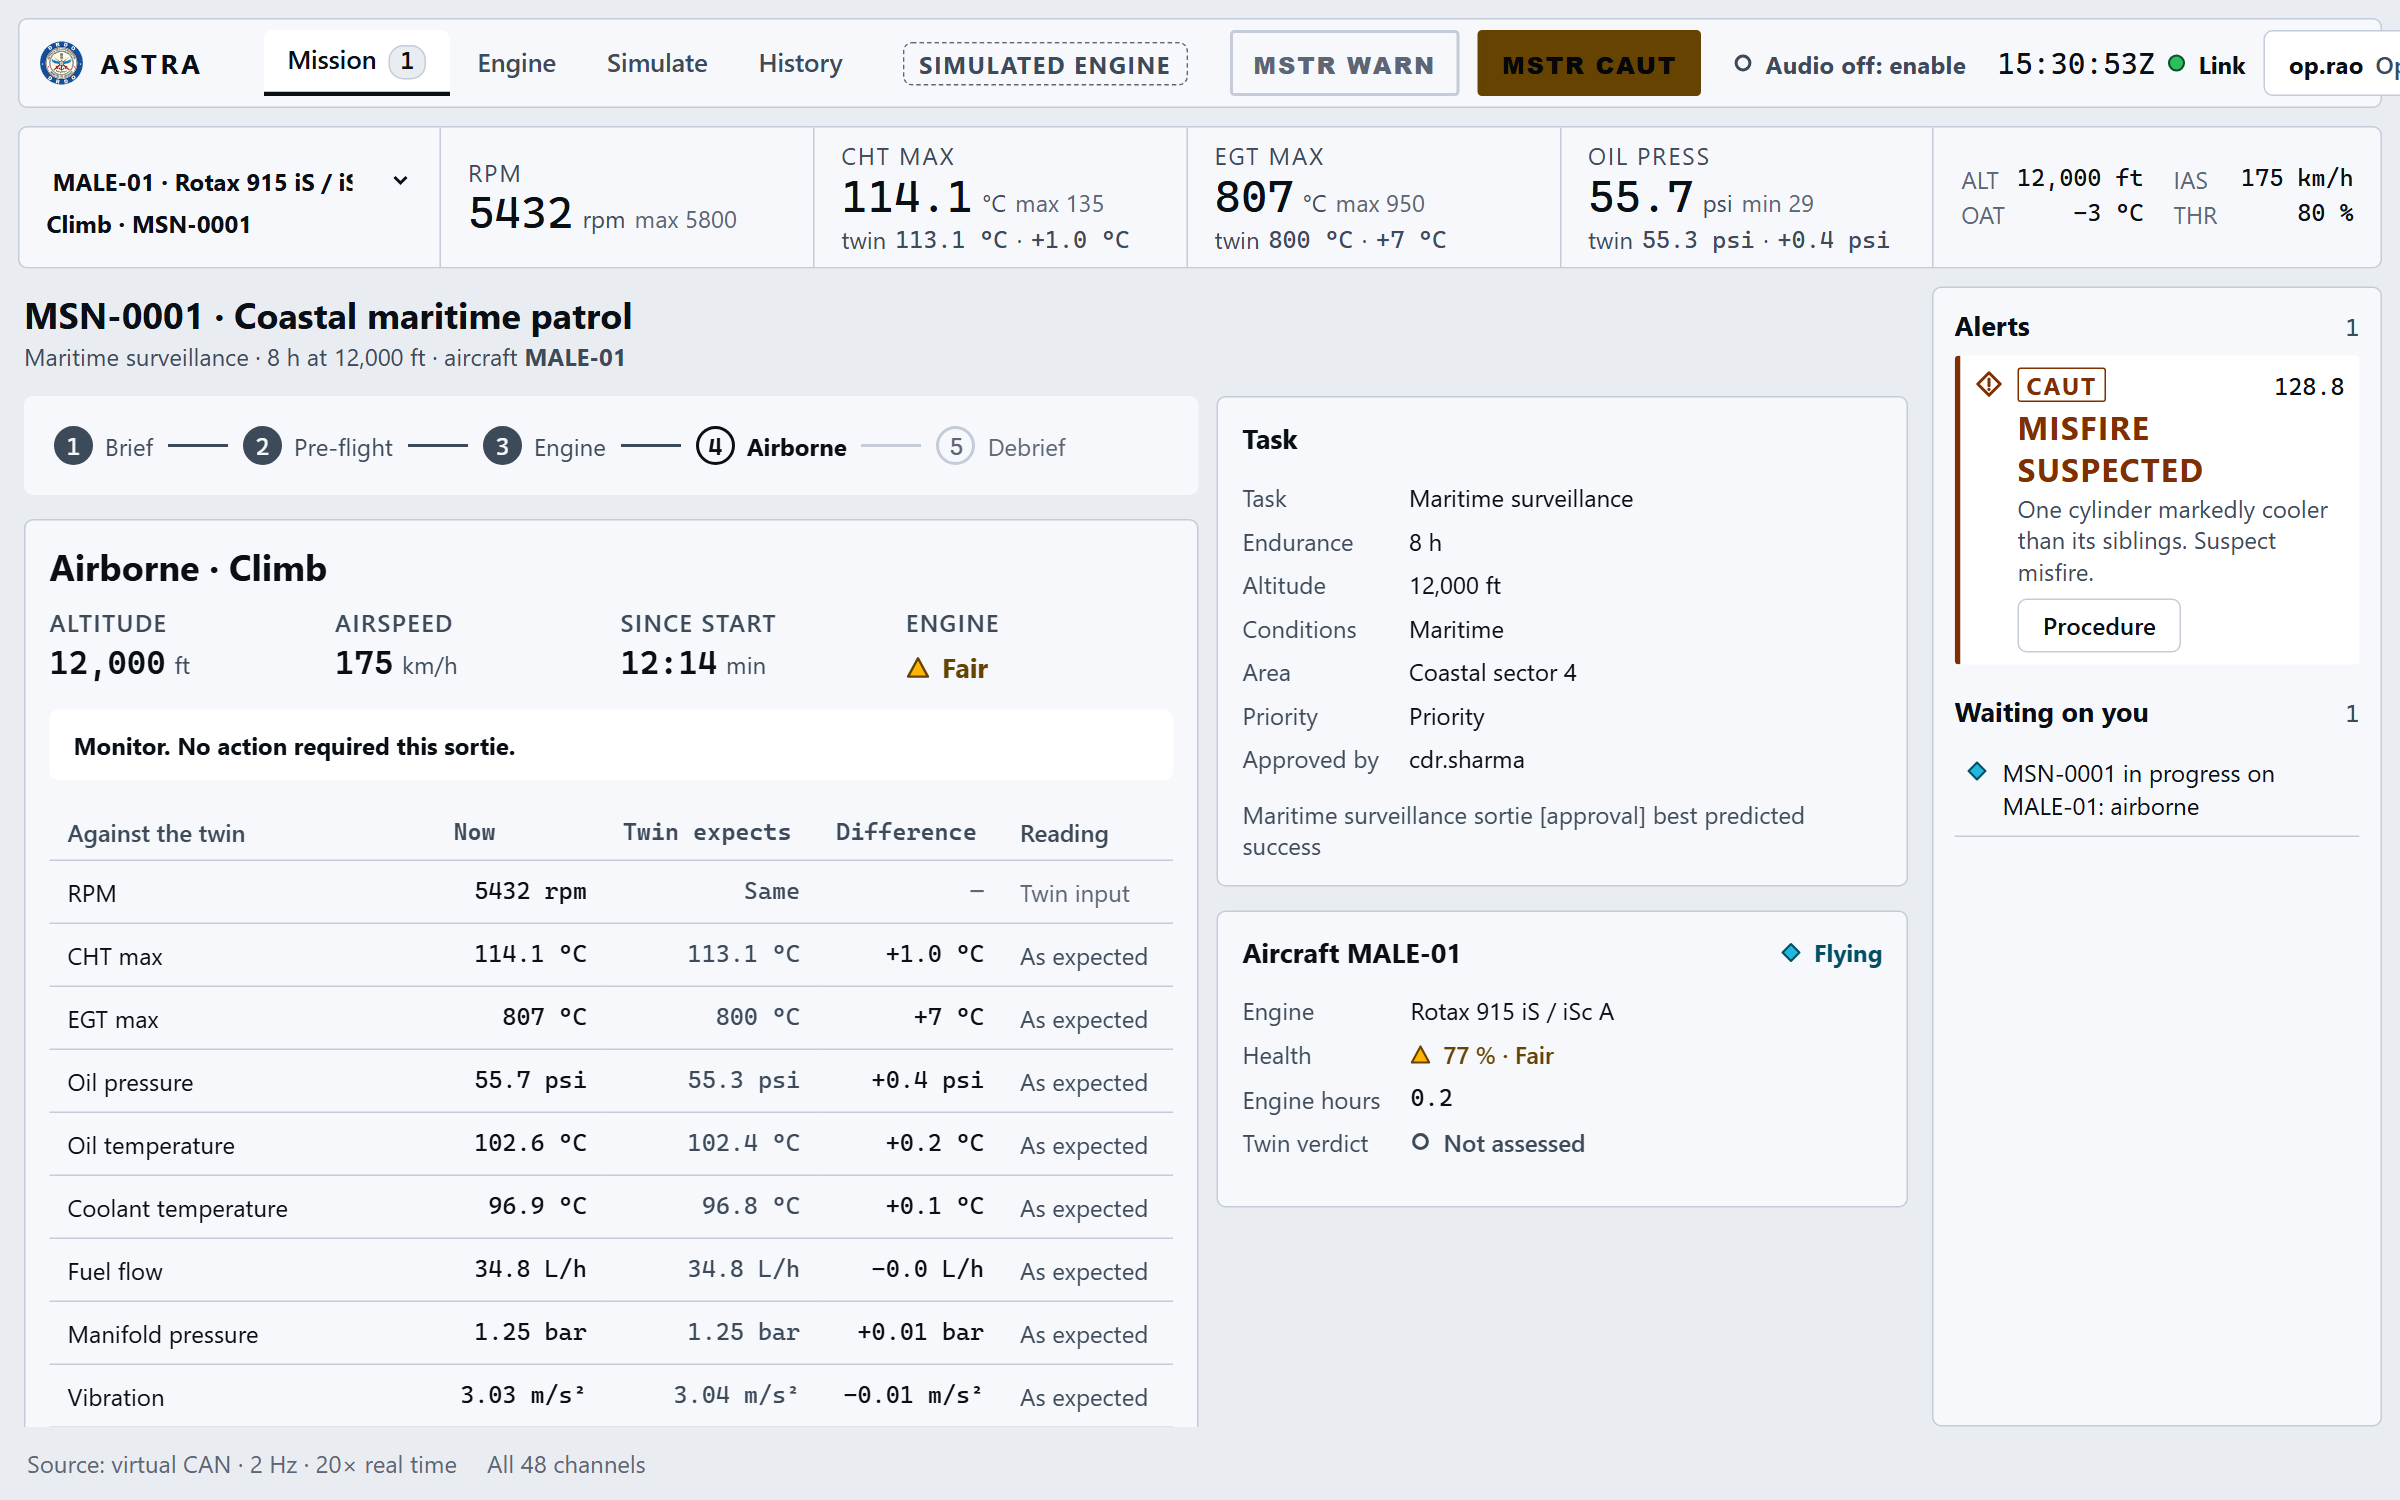 ASTRA
Mission 1
Engine
Simulate
History
SIMULATED ENGINE
MSTR WARN
MSTR CAUT
Audio off: enable
15:30:53Z
Link
op.rao
MALE-01 · Rotax 915 iS / iS
Climb · MSN-0001
RPM
5432 rpm max 5800
CHT MAX
114.1 °C max 135
twin 113.1 °C · +1.0 °C
EGT MAX
807 °C max 950
twin 800 °C · +7 °C
OIL PRESS
55.7 psi min 29
twin 55.3 psi · +0.4 psi
ALT 12,000 ft IAS 175 km/h
OAT −3 °C THR 80 %
MSN-0001 · Coastal maritime patrol
Maritime surveillance · 8 h at 12,000 ft · aircraft MALE-01
1 Brief 2 Pre-flight 3 Engine 4 Airborne 5 Debrief
Airborne · Climb
ALTITUDE AIRSPEED SINCE START ENGINE
12,000 ft 175 km/h 12:14 min Fair
Monitor. No action required this sortie.
Against the twin Now Twin expects Difference Reading
RPM 5432 rpm Same — Twin input
CHT max 114.1 °C 113.1 °C +1.0 °C As expected
EGT max 807 °C 800 °C +7 °C As expected
Oil pressure 55.7 psi 55.3 psi +0.4 psi As expected
Oil temperature 102.6 °C 102.4 °C +0.2 °C As expected
Coolant temperature 96.9 °C 96.8 °C +0.1 °C As expected
Fuel flow 34.8 L/h 34.8 L/h −0.0 L/h As expected
Manifold pressure 1.25 bar 1.25 bar +0.01 bar As expected
Vibration 3.03 m/s² 3.04 m/s² −0.01 m/s² As expected
Task
Task Maritime surveillance
Endurance 8 h
Altitude 12,000 ft
Conditions Maritime
Area Coastal sector 4
Priority Priority
Approved by cdr.sharma
Maritime surveillance sortie [approval] best predicted
success
Aircraft MALE-01 Flying
Engine Rotax 915 iS / iSc A
Health 77 % · Fair
Engine hours 0.2
Twin verdict Not assessed
Alerts 1
CAUT 128.8
MISFIRE
SUSPECTED
One cylinder markedly cooler
than its siblings. Suspect
misfire.
Procedure
Waiting on you 1
MSN-0001 in progress on
MALE-01: airborne
Source: virtual CAN · 2 Hz · 20× real time All 48 channels